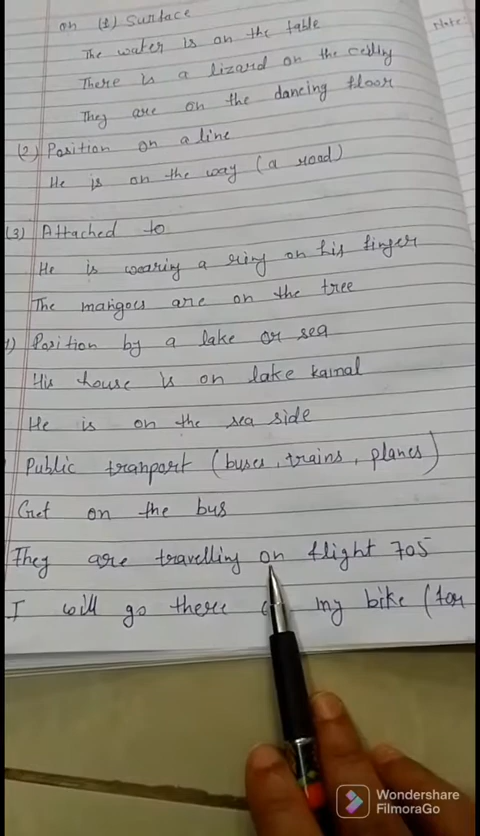 on (1) Surface
Note:
The water is on the table
There is a lizard on the ceiling
They are on the dancing floor
(2) Position on a line
He is on the way (a road)
(3) Attached to
He is wearing a ring on his finger
The mangoes are on the tree
) Position by a lake or sea
His house is on lake kamal
He is on the sea side
Public tranport (buses, trains, planes)
Get on the bus
They are travelling on flight 705
I will go there my bike (for
Wondershare
FilmoraGo